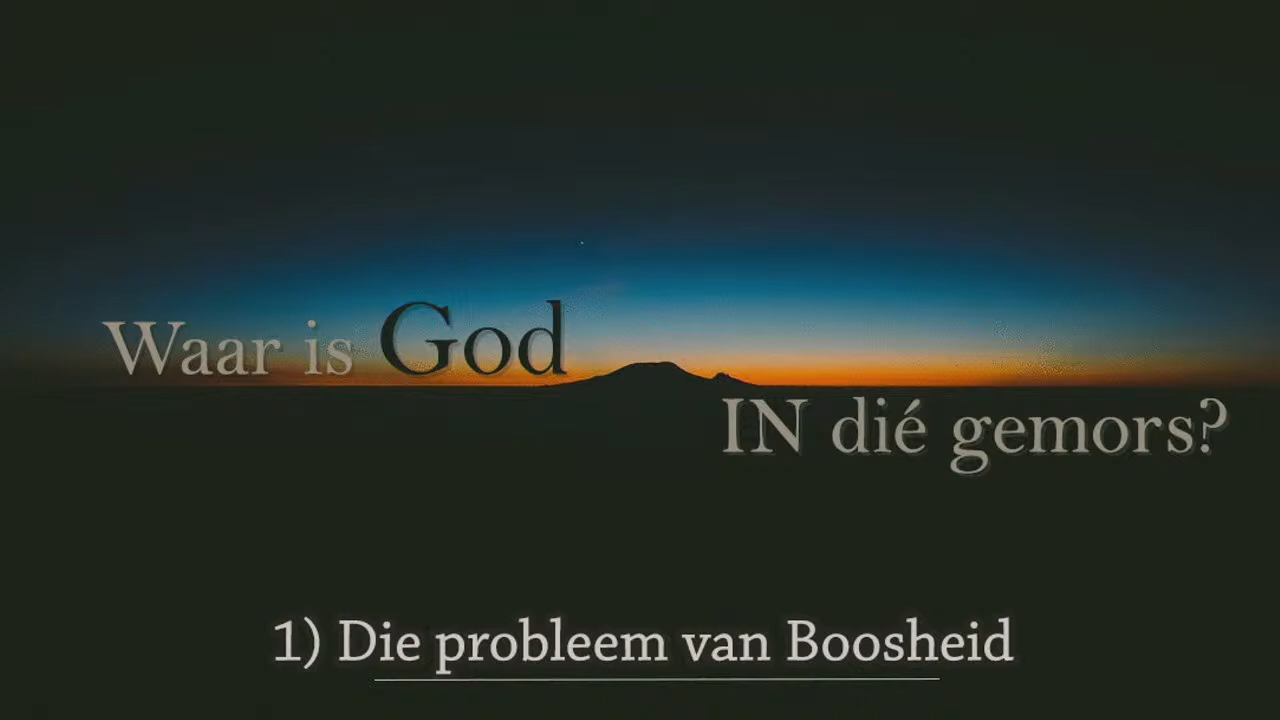 Waar is God
IN dié gemors?
1) Die probleem van Boosheid